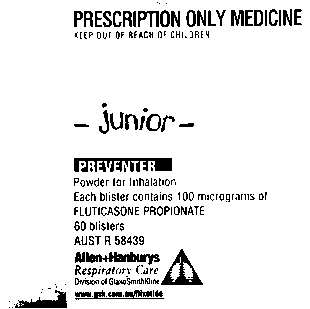 PRESCRIPTION ONLY MEDICINE
KEEP OUT OF REACH OF CHILDREN
- junior -
PREVENTER
Powder for Inhalation
Each blister contains 100 micrograms of
FLUTICASONE PROPIONATE
60 blisters
AUST R 58439
Allen+Hanburys
Respiratory Care
Division of GlaxoSmithKline
www.gsk.com.au/flixotide